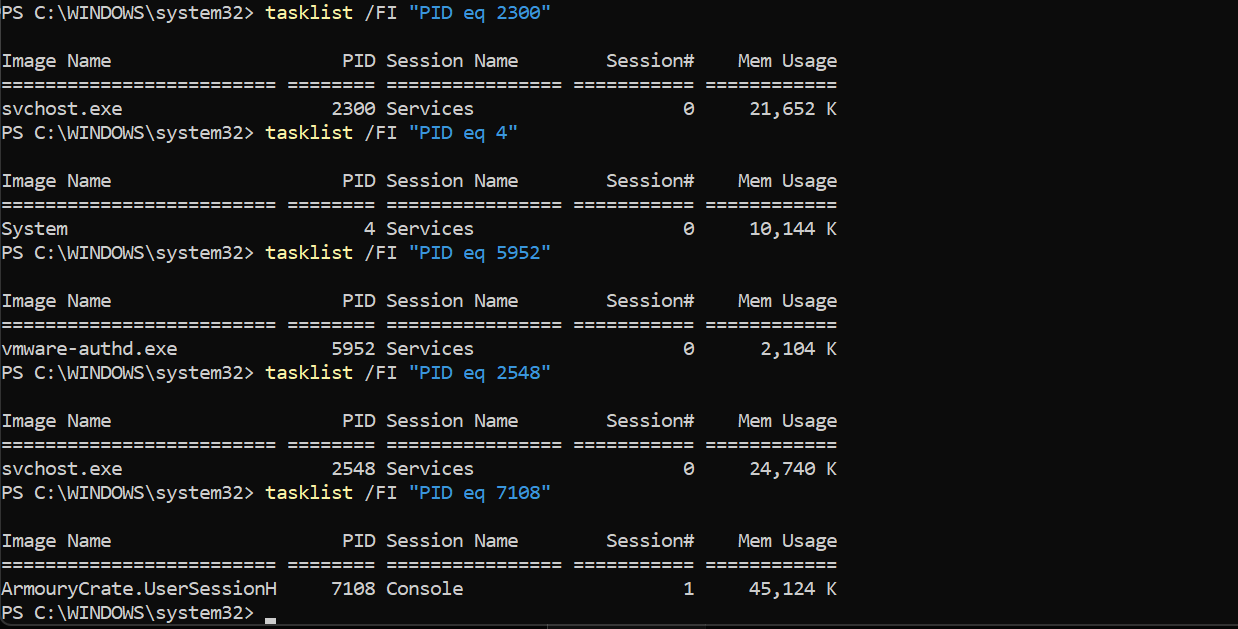 PS C:\WINDOWS\system32> tasklist /FI "PID eq 2300"

Image Name                     PID Session Name        Session#    Mem Usage
========================= ======== ================ =========== ============
svchost.exe                   2300 Services                   0     21,652 K
PS C:\WINDOWS\system32> tasklist /FI "PID eq 4"

Image Name                     PID Session Name        Session#    Mem Usage
========================= ======== ================ =========== ============
System                           4 Services                   0     10,144 K
PS C:\WINDOWS\system32> tasklist /FI "PID eq 5952"

Image Name                     PID Session Name        Session#    Mem Usage
========================= ======== ================ =========== ============
vmware-authd.exe              5952 Services                   0      2,104 K
PS C:\WINDOWS\system32> tasklist /FI "PID eq 2548"

Image Name                     PID Session Name        Session#    Mem Usage
========================= ======== ================ =========== ============
svchost.exe                   2548 Services                   0     24,740 K
PS C:\WINDOWS\system32> tasklist /FI "PID eq 7108"

Image Name                     PID Session Name        Session#    Mem Usage
========================= ======== ================ =========== ============
ArmouryCrate.UserSessionH     7108 Console                    1     45,124 K
PS C:\WINDOWS\system32>